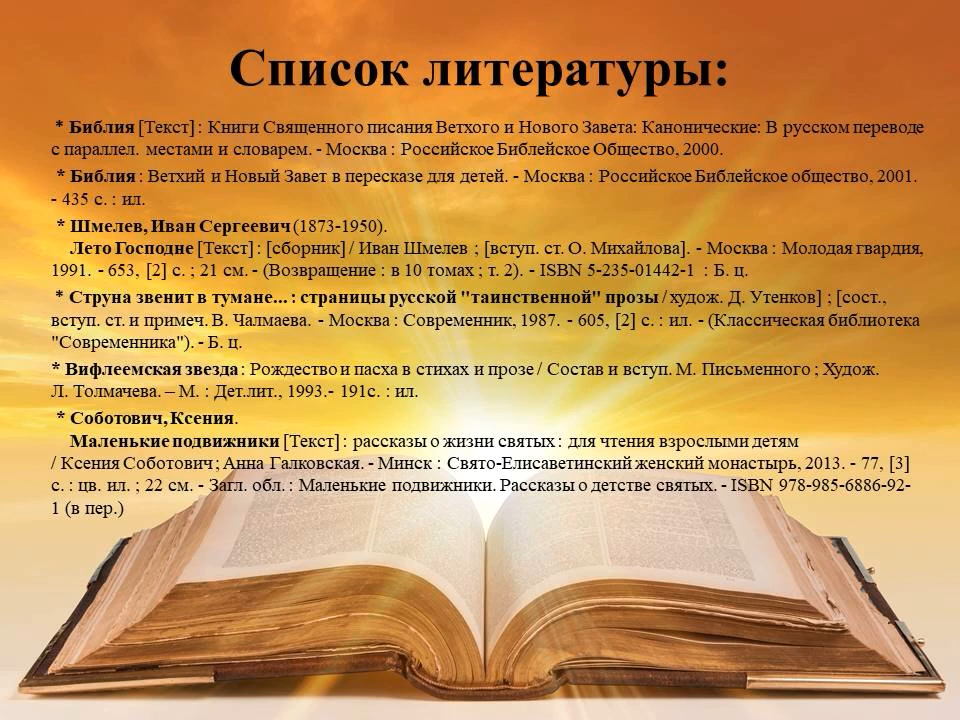 Список литературы:
* Библия [Текст] : Книги Священного писания Ветхого и Нового Завета: Канонические: В русском переводе
с параллел. местами и словарем. - Москва : Российское Библейское Общество, 2000.
* Библия : Ветхий и Новый Завет в пересказе для детей. - Москва : Российское Библейское общество, 2001.
- 435 с. : ил.
* Шмелев, Иван Сергеевич (1873-1950).
Лето Господне [Текст] : [сборник] / Иван Шмелев ; [вступ. ст. О. Михайлова]. - Москва : Молодая гвардия,
1991. - 653, [2] с. ; 21 см. - (Возвращение : в 10 томах ; т. 2). - ISBN 5-235-01442-1 : Б. ц.
* Струна звенит в тумане... : страницы русской "таинственной" прозы / худож. Д. Утенков] ; [сост.,
вступ. ст. и примеч. В. Чалмаева. - Москва : Современник, 1987. - 605, [2] с. : ил. - (Классическая библиотека
"Современника"). - Б. ц.
* Вифлеемская звезда : Рождество и пасха в стихах и прозе / Состав и вступ. М. Письменного ; Худож.
Л. Толмачева. – М. : Дет.лит., 1993.- 191с. : ил.
* Соботович, Ксения.
Маленькие подвижники [Текст] : рассказы о жизни святых : для чтения взрослыми детям
/ Ксения Соботович ; Анна Галковская. - Минск : Свято-Елисаветинский женский монастырь, 2013. - 77, [3]
с. : цв. ил. ; 22 см. - Загл. обл. : Маленькие подвижники. Рассказы о детстве святых. - ISBN 978-985-6886-92-
1 (в пер.)